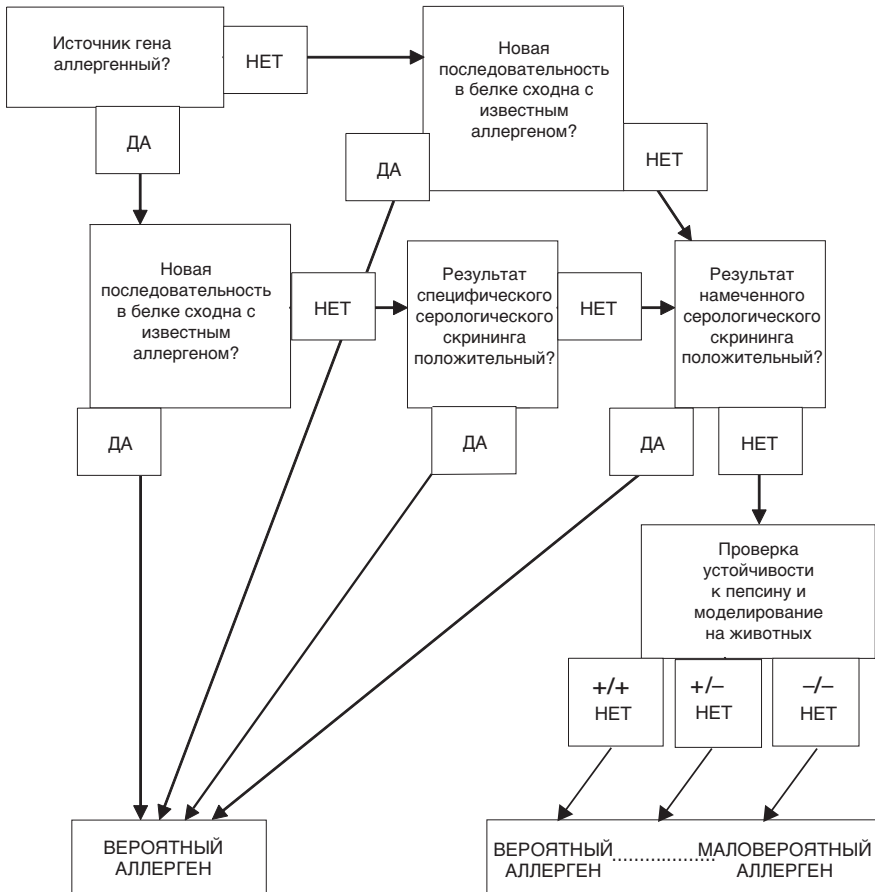 Источник гена
аллергенный?
НЕТ
Новая
последовательность
в белке сходна с
известным
аллергеном?
ДА
ДА
НЕТ
Новая
последовательность
в белке сходна с
известным
аллергеном?
НЕТ
Результат
специфического
серологического
скрининга
положительный?
НЕТ
Результат
намеченного
серологического
скрининга
положительный?
ДА
ДА
ДА
НЕТ
Проверка
устойчивости
к пепсину и
моделирование
на животных
+/+
НЕТ
+/–
НЕТ
–/–
НЕТ
ВЕРОЯТНЫЙ
АЛЛЕРГЕН
ВЕРОЯТНЫЙ....................МАЛОВЕРОЯТНЫЙ
АЛЛЕРГЕН АЛЛЕРГЕН